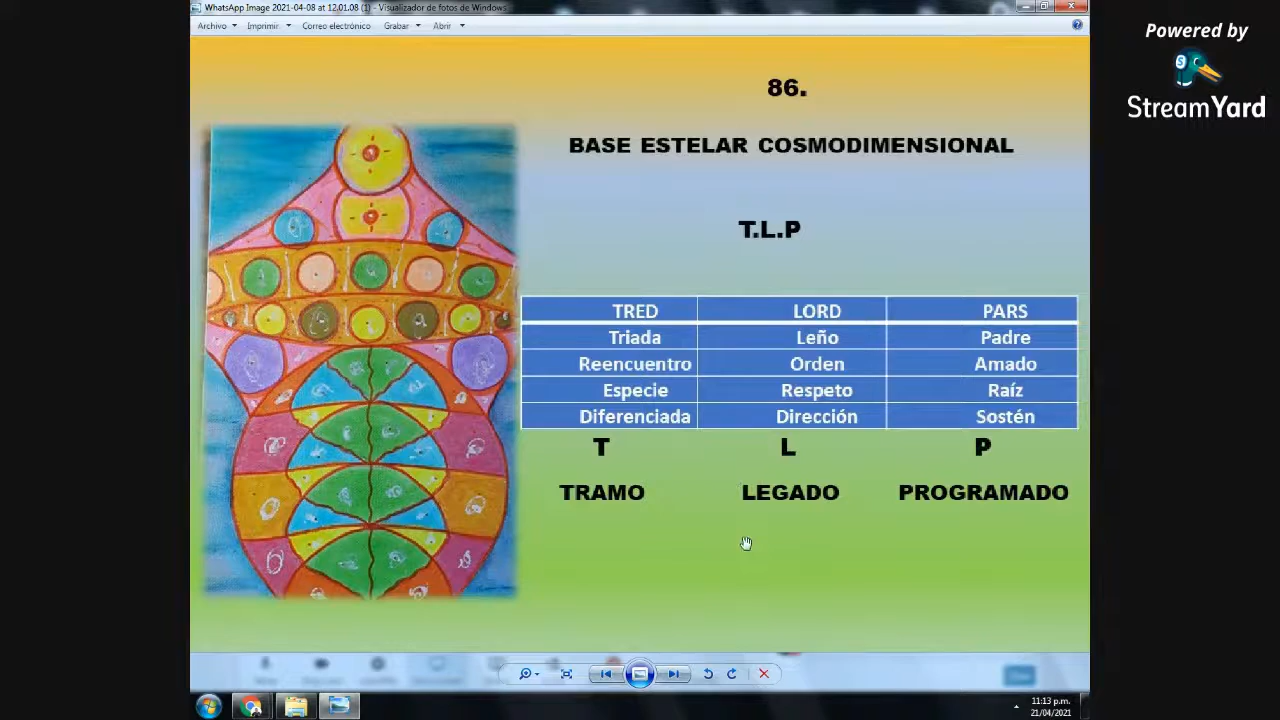 WhatsApp Image 2021-04-08 at 12.01.08 (1) - Visualizador de fotos de Windows
Archivo Imprimir Correo electrónico Grabar Abrir
Powered by
StreamYard
86.
BASE ESTELAR COSMODIMENSIONAL
T.L.P
TRED LORD PARS
Triada Leño Padre
Reencuentro Orden Amado
Especie Respeto Raíz
Diferenciada Dirección Sostén
T L P
TRAMO LEGADO PROGRAMADO
11:13 p.m.
21/04/2021